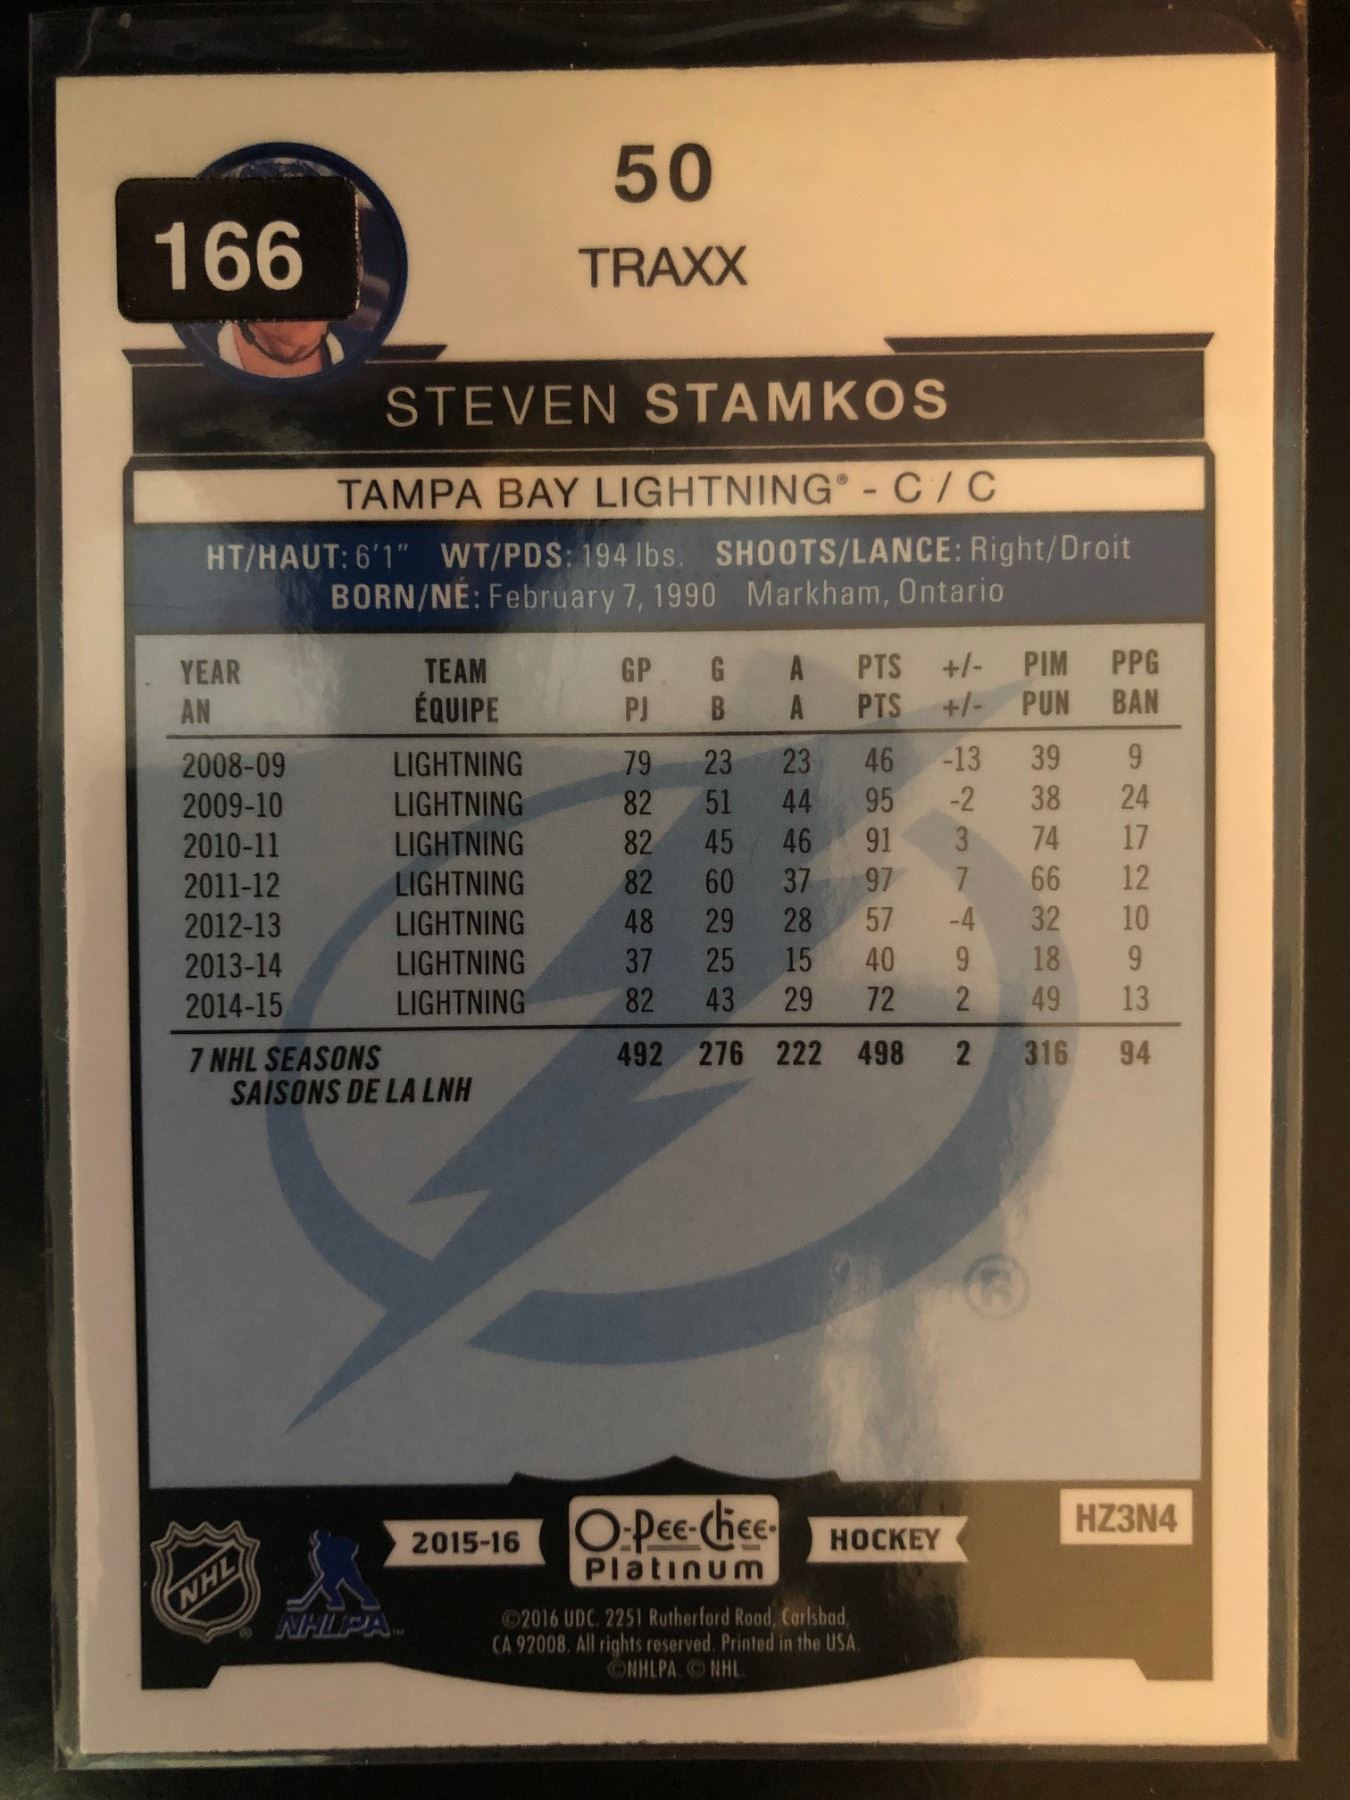 50
166
TRAXX
STEVEN STAMKOS
TAMPA BAY LIGHTNING® - C / C
HT/HAUT: 6'1" WT/PDS: 194 lbs. SHOOTS/LANCE: Right/Droit
BORN/NÉ: February 7, 1990 Markham, Ontario
YEAR TEAM GP G A PTS +/- PIM PPG
AN ÉQUIPE PJ B A PTS +/- PUN BAN
2008-09 LIGHTNING 79 23 23 46 -13 39 9
2009-10 LIGHTNING 82 51 44 95 -2 38 24
2010-11 LIGHTNING 82 45 46 91 3 74 17
2011-12 LIGHTNING 82 60 37 97 7 66 12
2012-13 LIGHTNING 48 29 28 57 -4 32 10
2013-14 LIGHTNING 37 25 15 40 9 18 9
2014-15 LIGHTNING 82 43 29 72 2 49 13
7 NHL SEASONS 492 276 222 498 2 316 94
SAISONS DE LA LNH
®
HZ3N4
NHL ® NHLPA™ 2015-16 O-Pee-Chee® HOCKEY
Platinum
©2016 UDC. 2251 Rutherford Road, Carlsbad,
CA 92008. All rights reserved. Printed in the USA.
©NHLPA. © NHL.